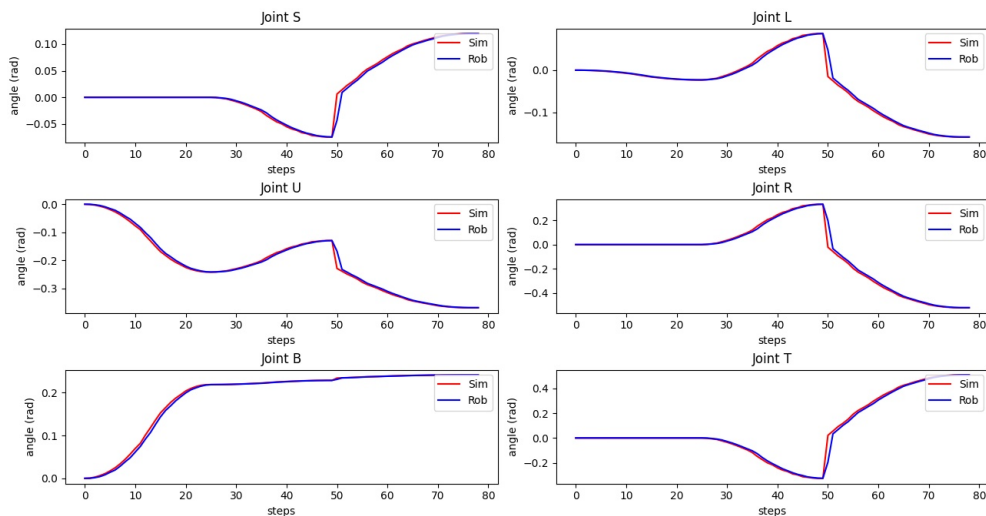 Joint S
angle (rad)
0.10
0.05
0.00
−0.05
0 10 20 30 40 50 60 70 80
steps
Sim
Rob
Joint L
angle (rad)
0.0
−0.1
0 10 20 30 40 50 60 70 80
steps
Sim
Rob
Joint U
angle (rad)
0.0
−0.1
−0.2
−0.3
0 10 20 30 40 50 60 70 80
steps
Sim
Rob
Joint R
angle (rad)
0.2
0.0
−0.2
−0.4
0 10 20 30 40 50 60 70 80
steps
Sim
Rob
Joint B
angle (rad)
0.2
0.1
0.0
0 10 20 30 40 50 60 70 80
steps
Sim
Rob
Joint T
angle (rad)
0.4
0.2
0.0
−0.2
0 10 20 30 40 50 60 70 80
steps
Sim
Rob